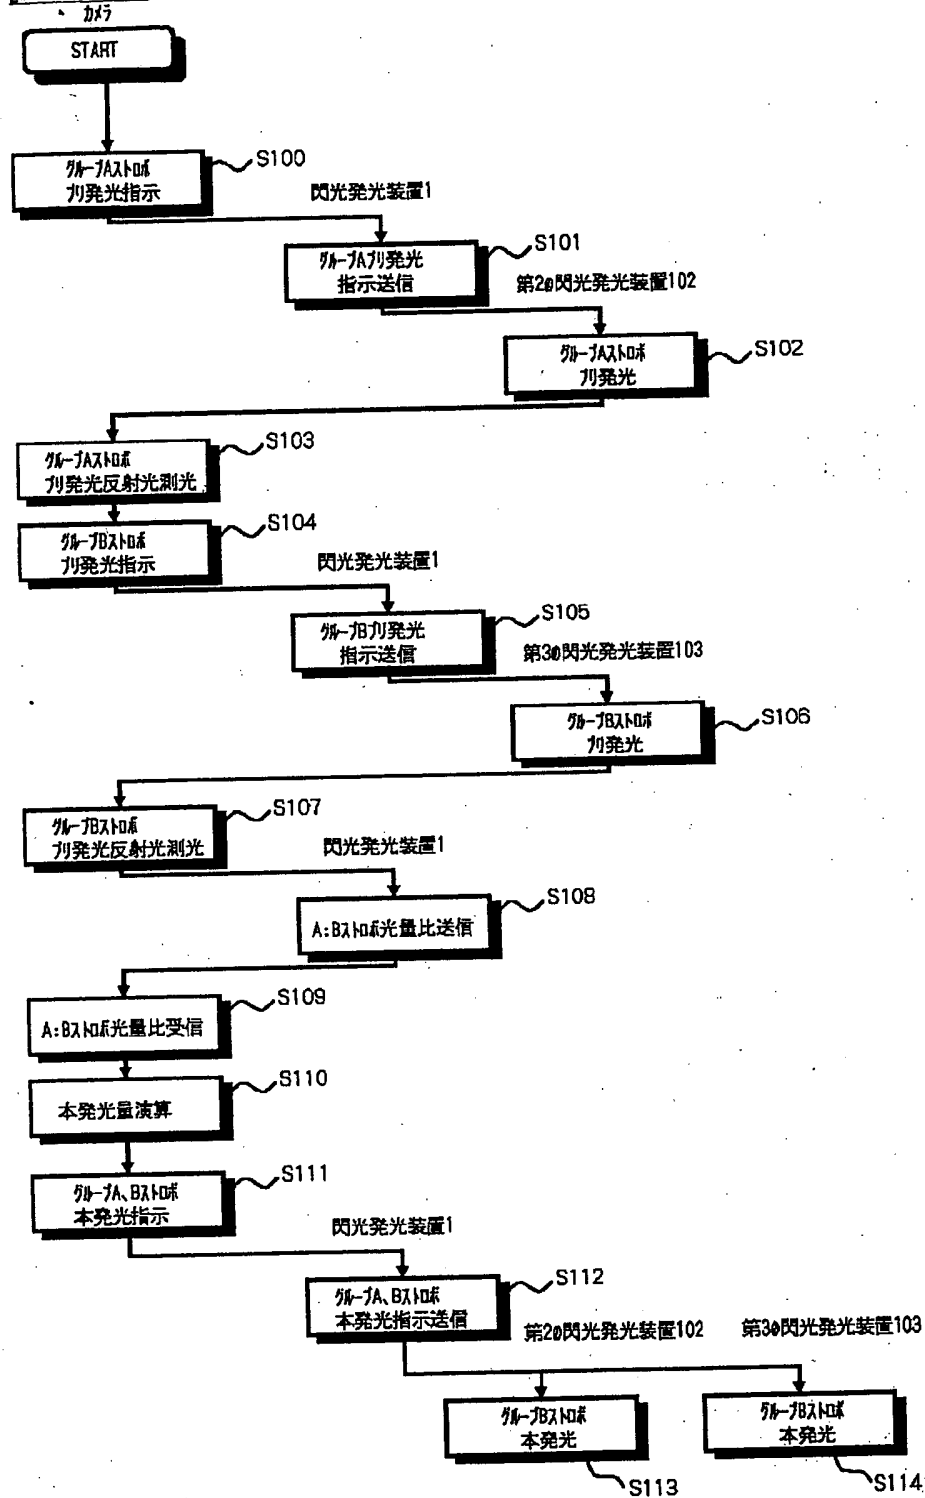 カメラ
START
グループAストロボ
プリ発光指示
S100
閃光発光装置1
グループAプリ発光
指示送信
S101
第2の閃光発光装置102
グループAストロボ
プリ発光
S102
グループAストロボ
プリ発光反射光測光
S103
グループBストロボ
プリ発光指示
S104
閃光発光装置1
グループBプリ発光
指示送信
S105
第3の閃光発光装置103
グループBストロボ
プリ発光
S106
グループBストロボ
プリ発光反射光測光
S107
閃光発光装置1
A:Bストロボ光量比送信
S108
A:Bストロボ光量比受信
S109
本発光量演算
S110
グループA、Bストロボ
本発光指示
S111
閃光発光装置1
グループA、Bストロボ
本発光指示送信
S112
第2の閃光発光装置102
第3の閃光発光装置103
グループBストロボ
本発光
S113
グループBストロボ
本発光
S114